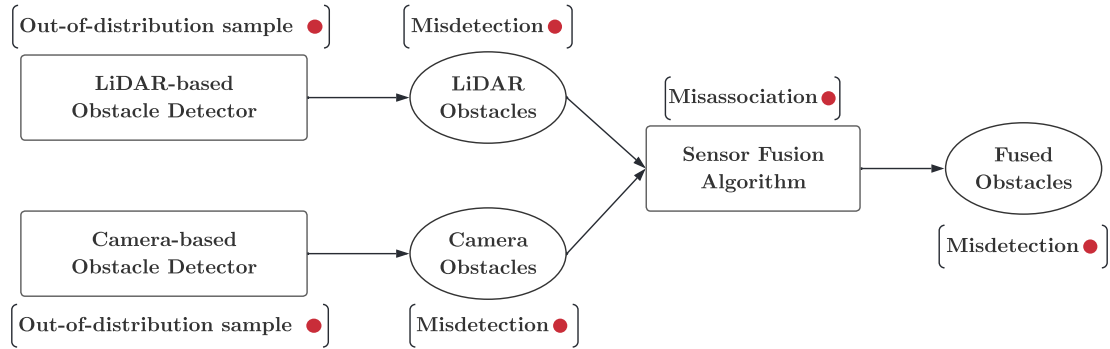 Out-of-distribution sample
Misdetection
LiDAR-based
Obstacle Detector
LiDAR
Obstacles
Misassociation
Sensor Fusion
Algorithm
Fused
Obstacles
Camera-based
Obstacle Detector
Camera
Obstacles
Misdetection
Out-of-distribution sample
Misdetection